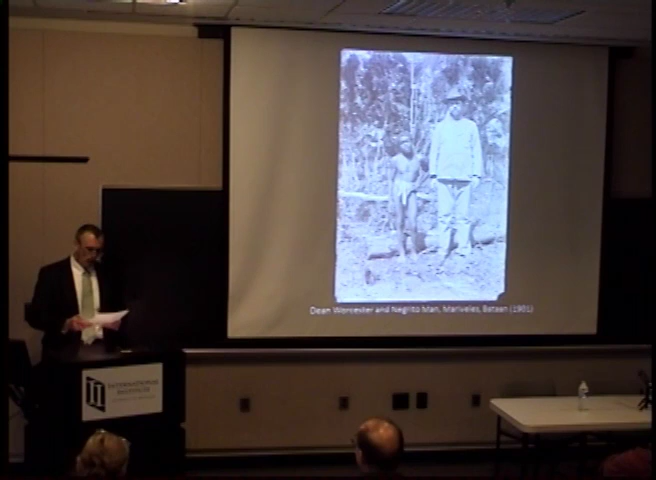 Dean Worcester and Negrito Man, Mariveles, Bataan (1901)
INTERNATIONAL
INSTITUTE